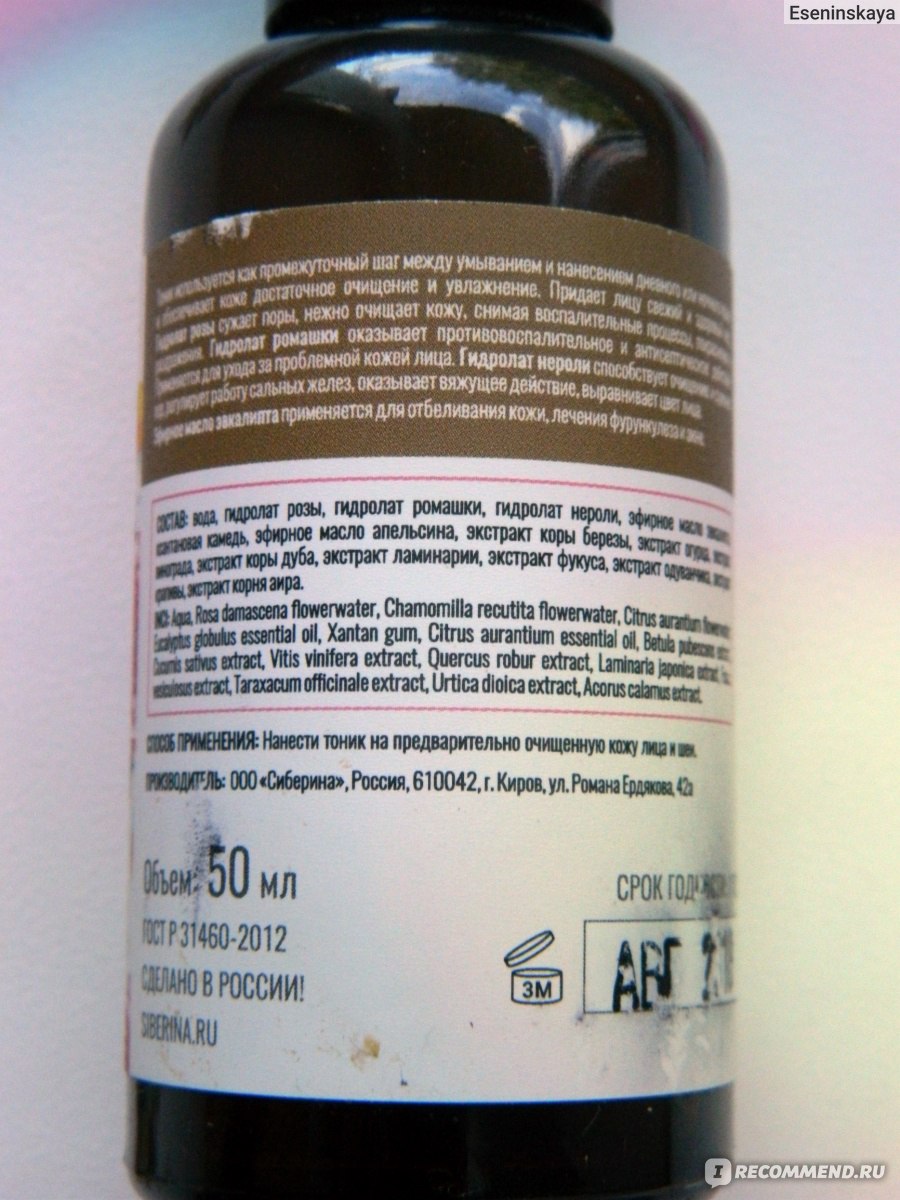 Eseninskaya
используется как промежуточный шаг между умыванием и нанесением дневного или
обеспечивает коже достаточное очищение и увлажнение. Придает лицу свежий и
розы сужает поры, нежно очищает кожу, снимая воспалительные процессы,
Гидролат ромашки оказывает противовоспалительное и антисептическое
для ухода за проблемной кожей лица. Гидролат нероли способствует очищению
регулирует работу сальных желез, оказывает вяжущее действие, выравнивает цвет лица.
Эфирное масло эвкалипта применяется для отбеливания кожи, лечения фурункулеза и акне.
СОСТАВ: вода, гидролат розы, гидролат ромашки, гидролат нероли, эфирное масло
ксантановая камедь, эфирное масло апельсина, экстракт коры березы, экстракт огурца,
винограда, экстракт коры дуба, экстракт ламинарии, экстракт фукуса, экстракт одуванчика,
крапивы, экстракт корня аира.
INCI: Aqua, Rosa damascena flowerwater, Chamomilla recutita flowerwater, Citrus aurantium
Eucalyptus globulus essential oil, Xantan gum, Citrus aurantium essential oil, Betula pubescens
Cucumis sativus extract, Vitis vinifera extract, Quercus robur extract, Laminaria japonica extract,
vesiculosus extract, Taraxacum officinale extract, Urtica dioica extract, Acorus calamus extract.
СПОСОБ ПРИМЕНЕНИЯ: Нанести тоник на предварительно очищенную кожу лица и шеи.
ПРОИЗВОДИТЕЛЬ: ООО «Сиберина», Россия, 610042, г. Киров, ул. Романа Ердякова, 42а
Объем: 50 мл
ГОСТ Р 31460-2012
СДЕЛАНО В РОССИИ!
SIBERINA.RU
СРОК
3М
АВГ
IRECOMMEND.RU